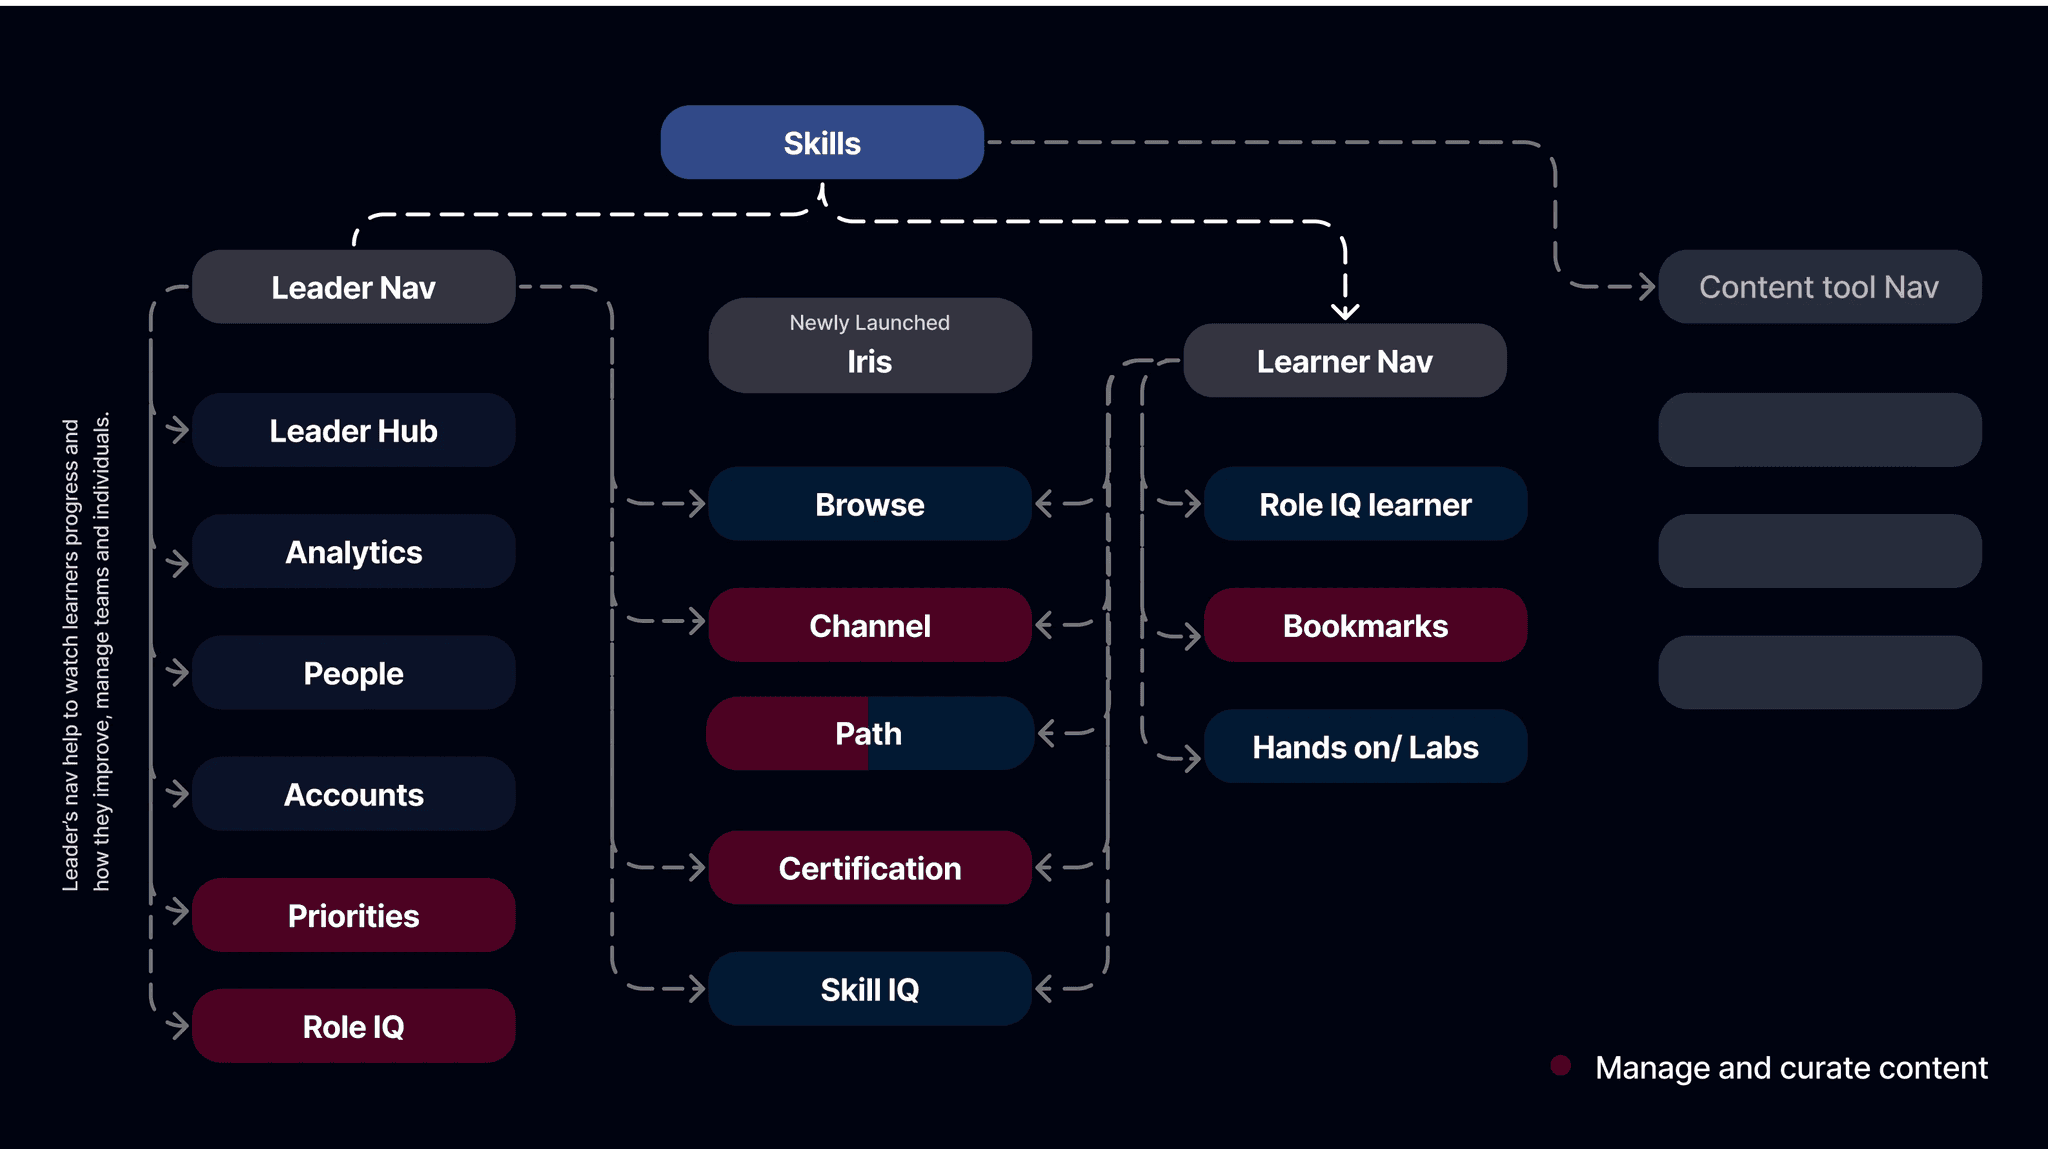 Skills
Leader Nav
Content tool Nav
Newly Launched
Iris
Learner Nav
Leader Hub
Browse
Role IQ learner
Analytics
Channel
Bookmarks
People
Path
Hands on/ Labs
Accounts
Certification
Priorities
Skill IQ
Role IQ
Leader’s nav help to watch learners progress and
how they improve, manage teams and individuals.
Manage and curate content